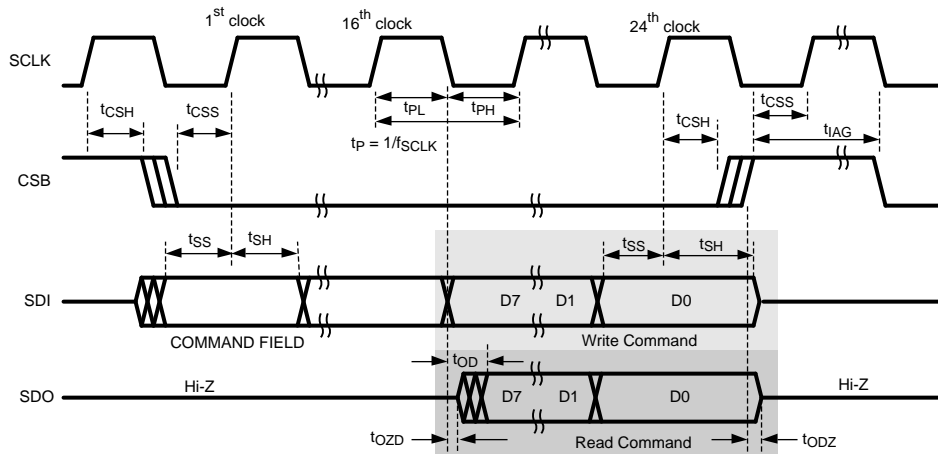 1st clock 16th clock 24th clock
SCLK
tCSH tCSS tPL tPH tCSH tCSS tIAG
tP = 1/fSCLK
CSB
tSS tSH tSS tSH
SDI D7 D1 D0
COMMAND FIELD Write Command
tOD
SDO Hi-Z D7 D1 D0 Hi-Z
tOZD Read Command tODZ